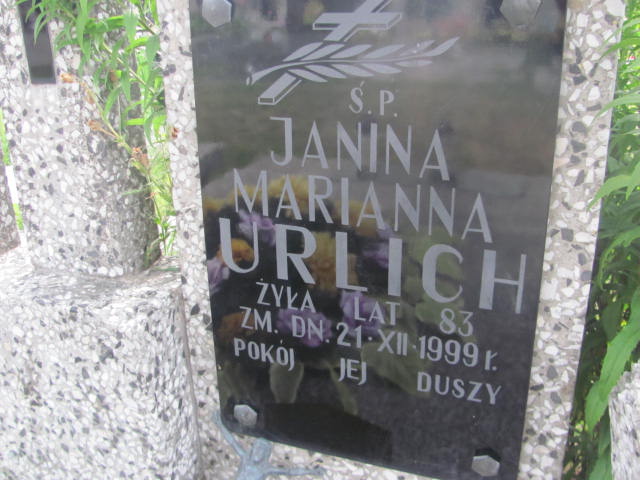 Ś.P.
JANINA
MARIANNA
URLICH
ŻYŁA LAT 83
ZM. DN. 21·XII·1999 r.
POKÓJ JEJ DUSZY